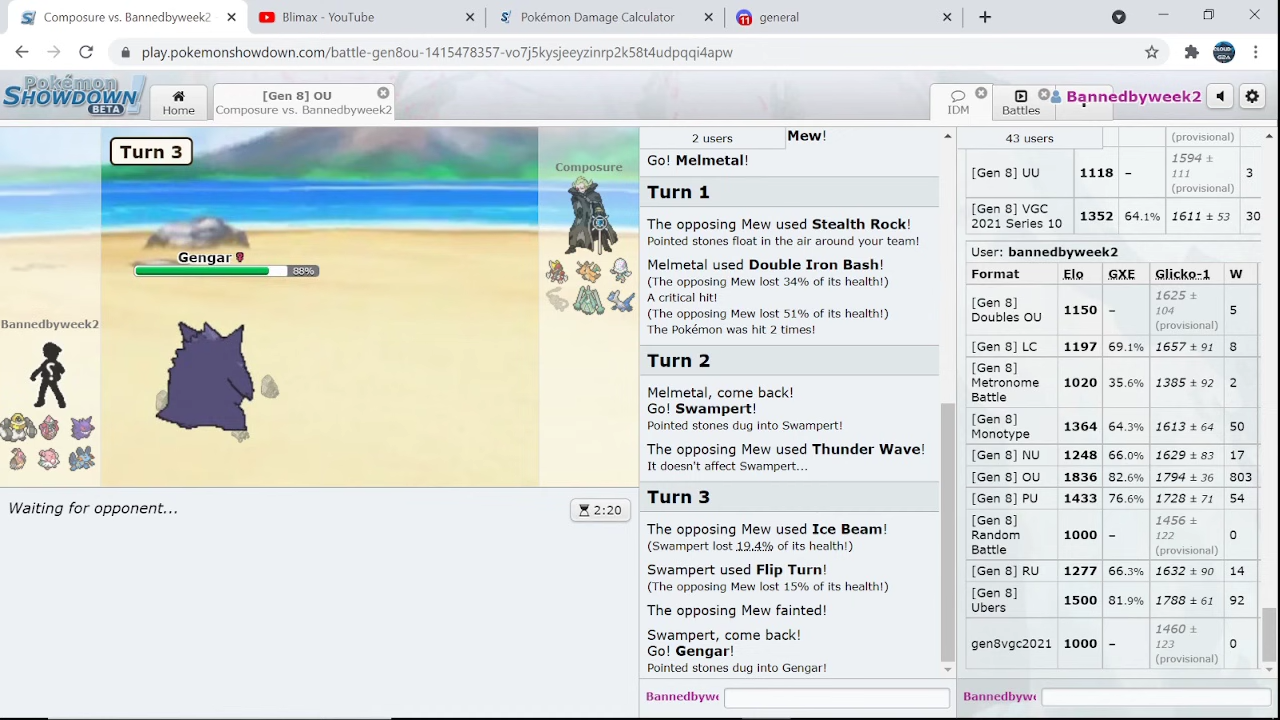 Compose vs. Bannedbyweek2
Blimax - YouTube
Pokémon Damage Calculator
11
general
play.pokemonshowdown.com/battle-gen8ou-1415478357-vo7j5kysjeeyzinrp2k58t4udpqqi4apw
CLOUD-G2A
Pokémon
SHOWDOWN!
BETA
Home
[Gen 8] OU
Composure vs. Bannedbyweek2
IDM
Battles
Bannedbyweek2
Turn 3
Composure
Gengar
88%
Bannedbyweek2
Waiting for opponent...
2:20
2 users
Mew!
Go! Melmetal!
Turn 1
The opposing Mew used Stealth Rock!
Pointed stones float in the air around your team!
Melmetal used Double Iron Bash!
(The opposing Mew lost 34% of its health!)
A critical hit!
(The opposing Mew lost 51% of its health!)
The Pokémon was hit 2 times!
Turn 2
Melmetal, come back!
Go! Swampert!
Pointed stones dug into Swampert!
The opposing Mew used Thunder Wave!
It doesn't affect Swampert...
Turn 3
The opposing Mew used Ice Beam!
(Swampert lost 19.4% of its health!)
Swampert used Flip Turn!
(The opposing Mew lost 15% of its health!)
The opposing Mew fainted!
Swampert, come back!
Go! Gengar!
Pointed stones dug into Gengar!
Bannedbywe
43 users
(provisional)
[Gen 8] UU 1118 – 1594 ± 111 (provisional) 3
[Gen 8] VGC 2021 Series 10 1352 64.1% 1611 ± 53 30
User: bannedbyweek2
Format Elo GXE Glicko-1 W
[Gen 8] Doubles OU 1150 – 1625 ± 104 (provisional) 5
[Gen 8] LC 1197 69.1% 1657 ± 91 8
[Gen 8] Metronome Battle 1020 35.6% 1385 ± 92 2
[Gen 8] Monotype 1364 64.3% 1613 ± 64 50
[Gen 8] NU 1248 66.0% 1629 ± 83 17
[Gen 8] OU 1836 82.6% 1794 ± 36 803
[Gen 8] PU 1433 76.6% 1728 ± 71 54
[Gen 8] Random Battle 1000 – 1456 ± 122 (provisional) 0
[Gen 8] RU 1277 66.3% 1632 ± 90 14
[Gen 8] Ubers 1500 81.9% 1788 ± 61 92
gen8vgc2021 1000 – 1460 ± 123 (provisional) 0
Bannedbyw